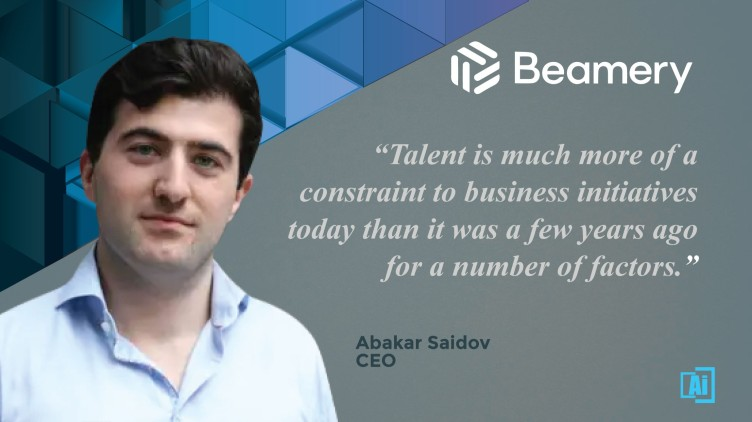 Beamery
“Talent is much more of a
constraint to business initiatives
today than it was a few years ago
for a number of factors.”
Abakar Saidov
CEO
Ai